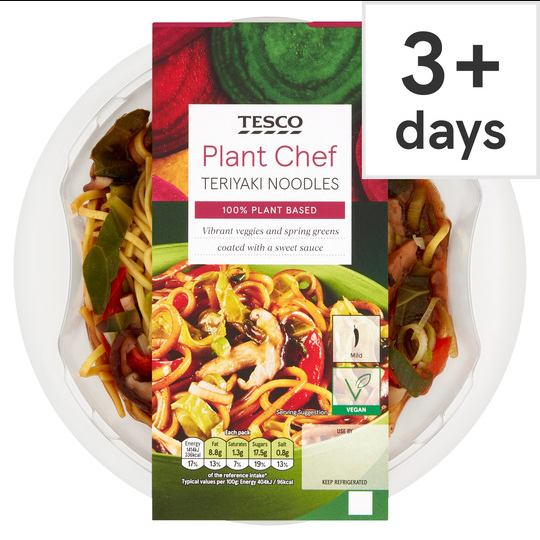 3+
days
TESCO
Plant Chef
TERIYAKI NOODLES
100% PLANT BASED
Vibrant veggies and spring greens
coated with a sweet sauce
Mild
VEGAN
Serving Suggestion
USE BY
Each pack
Energy Fat Saturates Sugars Salt
1414kJ
336kcal 8.8g 1.3g 17.5g 0.8g
17% 13% 7% 19% 13%
of the reference intake*
Typical values per 100g: Energy 404kJ / 96kcal
KEEP REFRIGERATED